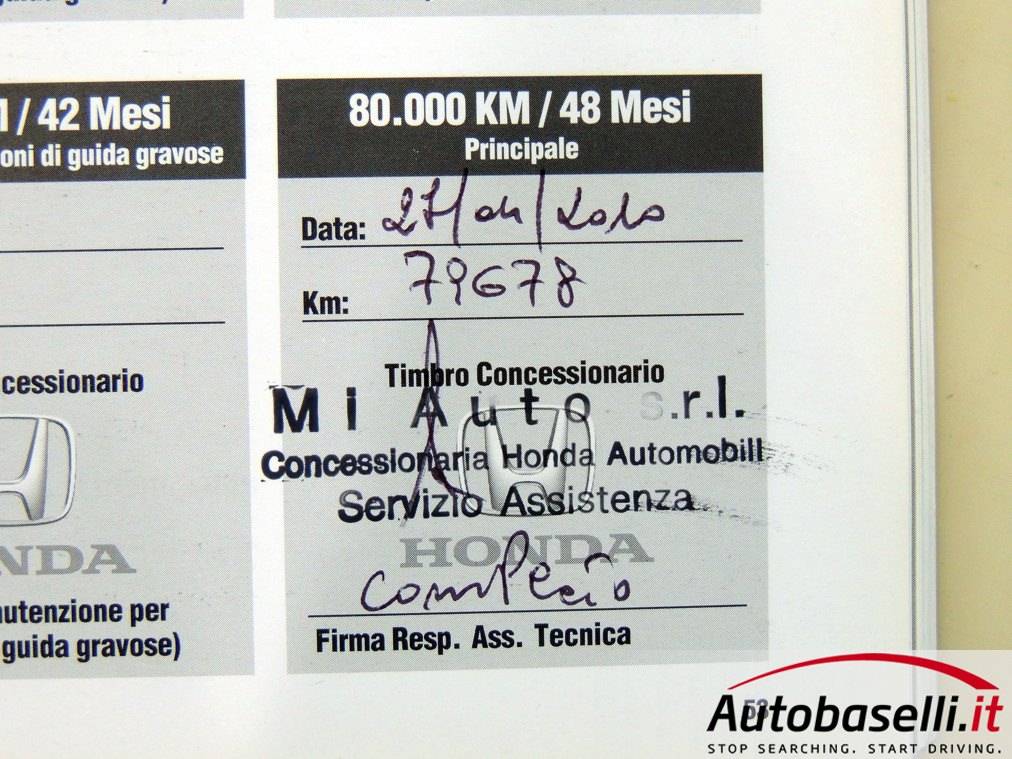 / 42 Mesi
oni di guida gravose
cessionario
NDA
nutenzione per
guida gravose)
80.000 KM / 48 Mesi
Principale
Data: 27/04/2010
Km: 79678
Timbro Concessionario
Mi Auto s.r.l.
Concessionaria Honda Automobili
Servizio Assistenza
HONDA
Completo
Firma Resp. Ass. Tecnica
53
Autobaselli.it
STOP SEARCHING. START DRIVING.